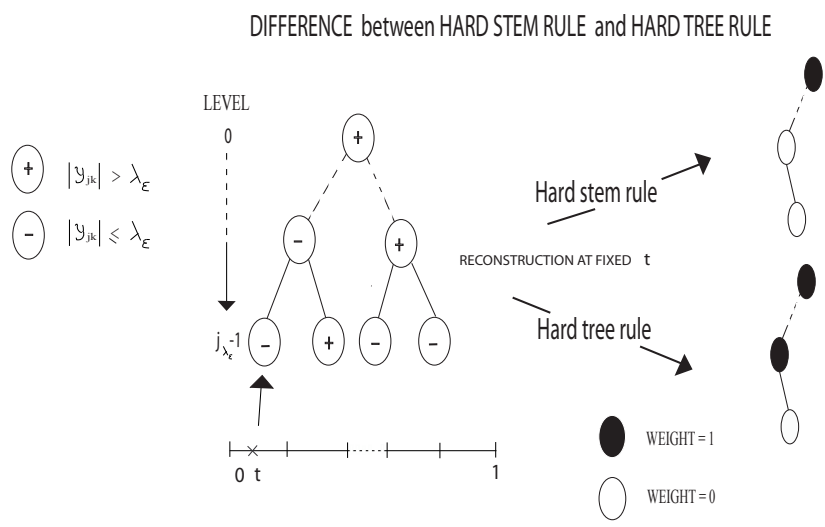 DIFFERENCE between HARD STEM RULE and HARD TREE RULE
LEVEL
0
+
+ |y_jk| > λ_ε
- |y_jk| ≤ λ_ε
- +
Hard stem rule
RECONSTRUCTION AT FIXED t
Hard tree rule
j_λ_ε-1
- + - -
0 t 1
WEIGHT = 1
WEIGHT = 0